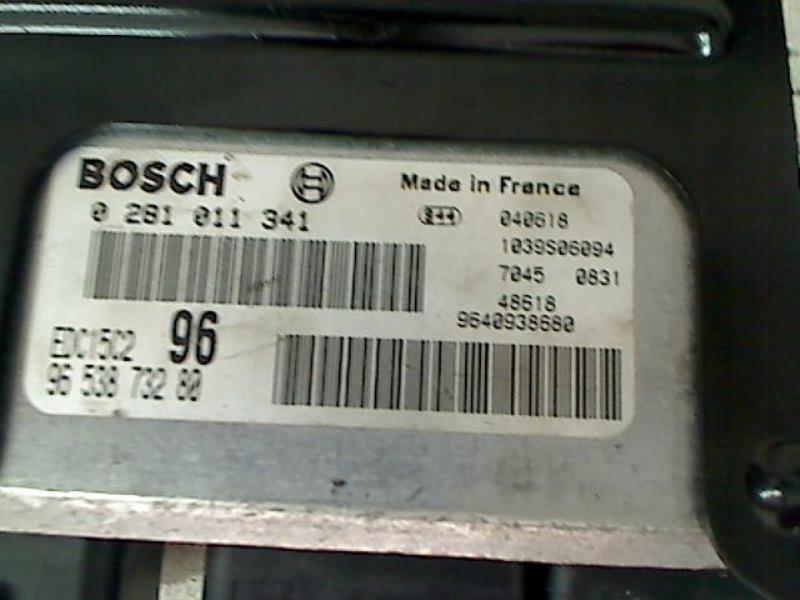 BOSCH Made in France
0 281 011 341 040618
1039S06094
7045 0831
48618
9640938680
EDC15C2 96
96 538 732 80